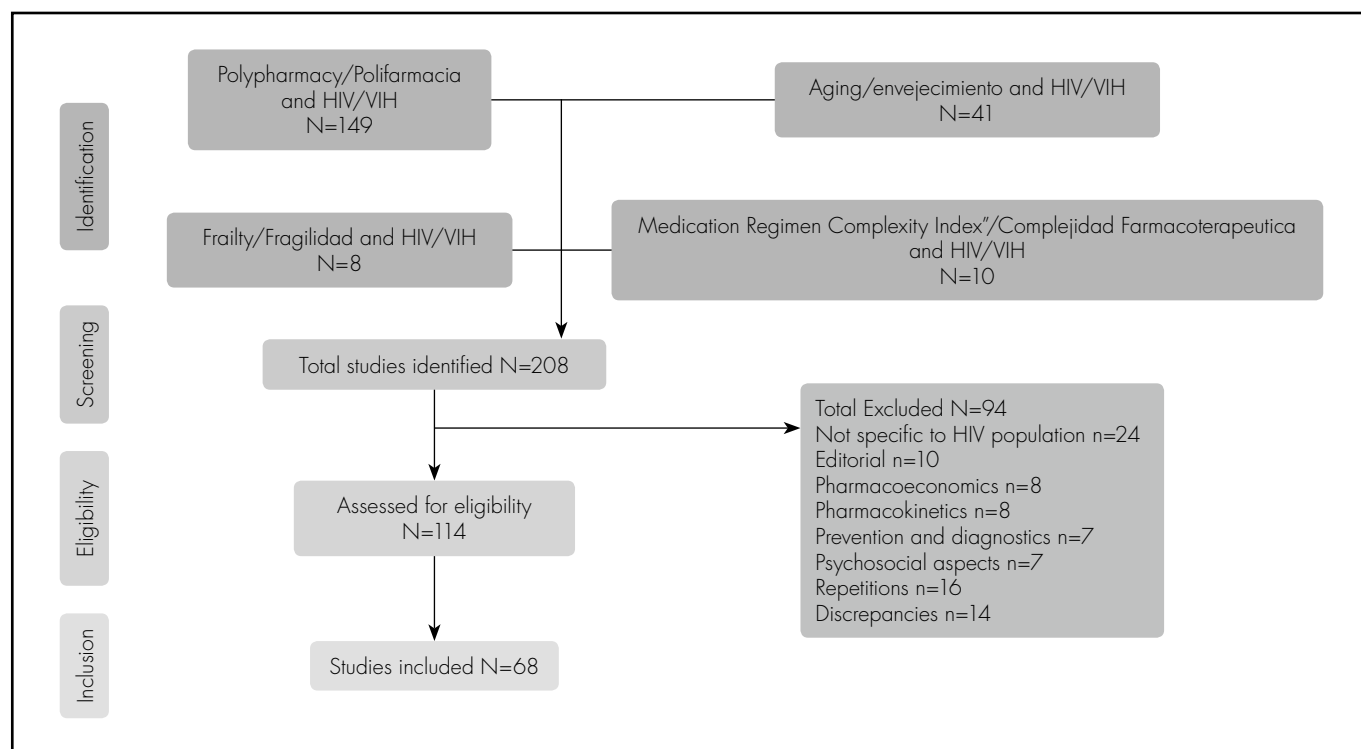 Identification
Polypharmacy/Polifarmacia
and HIV/VIH
N=149
Aging/envejecimiento and HIV/VIH
N=41
Frailty/Fragilidad and HIV/VIH
N=8
Medication Regimen Complexity Index"/Complejidad Farmacoterapeutica
and HIV/VIH
N=10
Screening
Total studies identified N=208
Total Excluded N=94
Not specific to HIV population n=24
Editorial n=10
Pharmacoeconomics n=8
Pharmacokinetics n=8
Prevention and diagnostics n=7
Psychosocial aspects n=7
Repetitions n=16
Discrepancies n=14
Eligibility
Assessed for eligibility
N=114
Inclusion
Studies included N=68